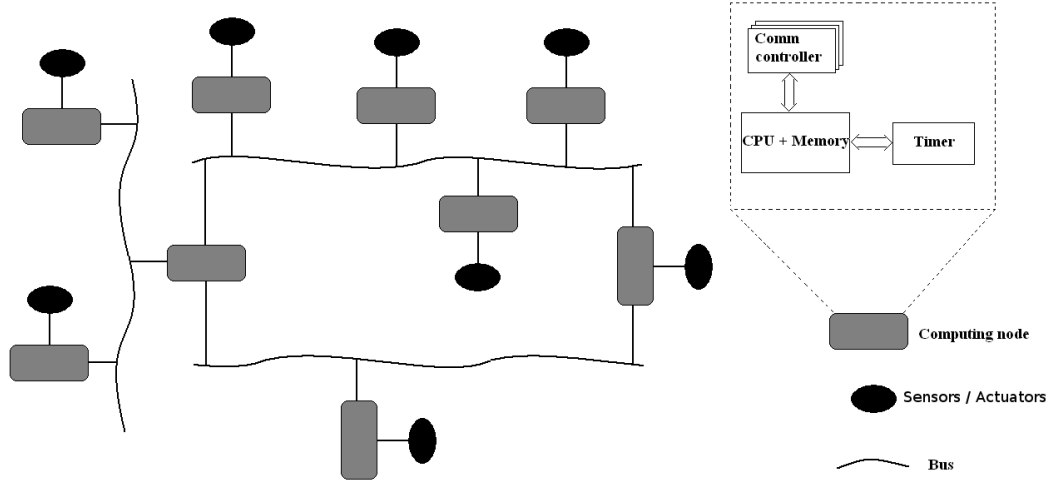 Comm
controller
CPU + Memory
Timer
Computing node
Sensors / Actuators
Bus